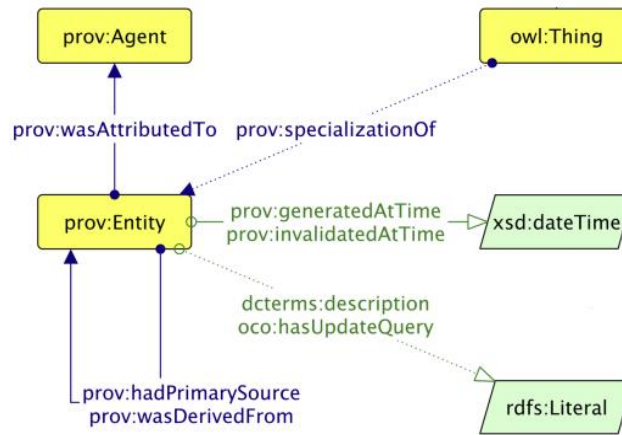 prov:Agent
owl:Thing
prov:wasAttributedTo
prov:specializationOf
prov:Entity
prov:generatedAtTime
prov:invalidatedAtTime
xsd:dateTime
dcterms:description
oco:hasUpdateQuery
prov:hadPrimarySource
prov:wasDerivedFrom
rdfs:Literal